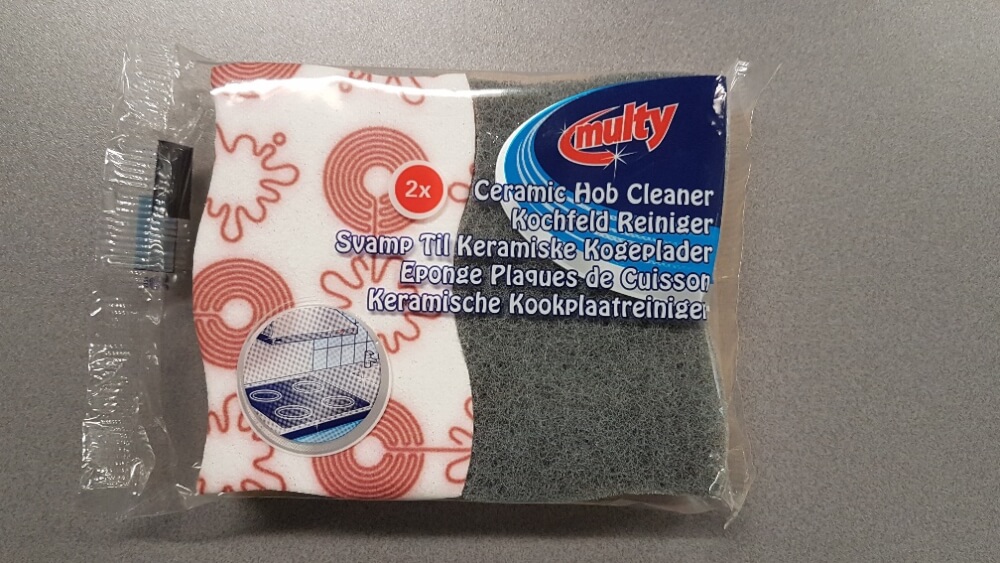 multy
2x
Ceramic Hob Cleaner
Kochfeld Reiniger
Svamp Til Keramiske Kogeplader
Eponge Plaques de Cuisson
Keramische Kookplaatreiniger